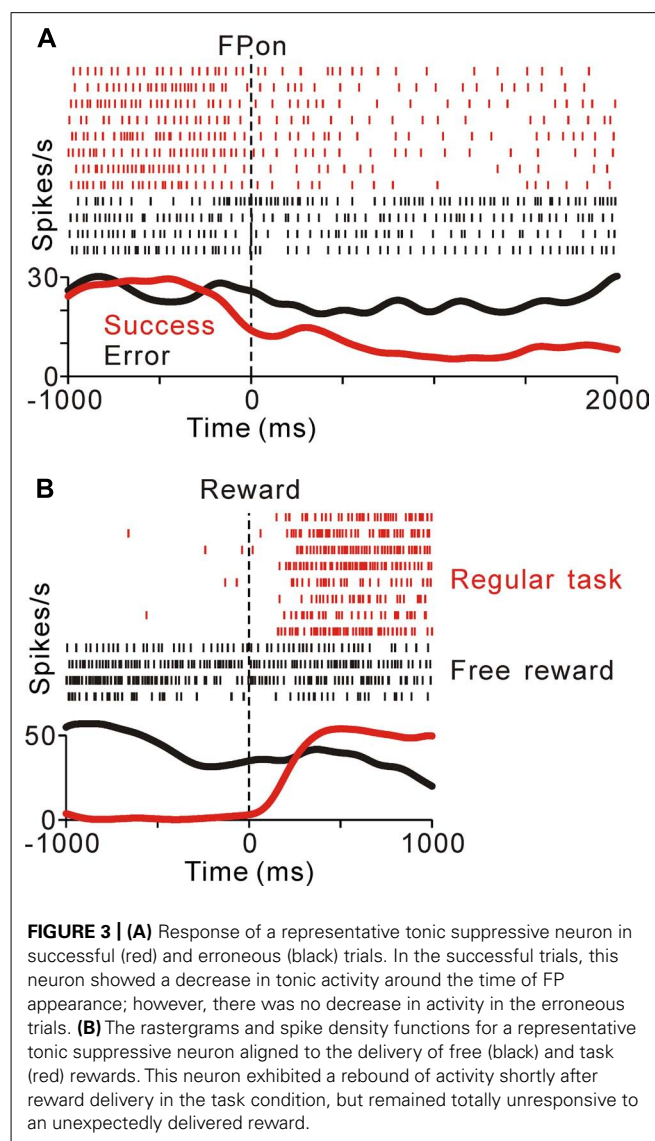 A
FPon
Spikes/s
30
Success
Error
0
-1000
0
2000
Time (ms)
B
Reward
Regular task
Spikes/s
Free reward
50
0
-1000
0
1000
Time (ms)
FIGURE 3 | (A) Response of a representative tonic suppressive neuron in
successful (red) and erroneous (black) trials. In the successful trials, this
neuron showed a decrease in tonic activity around the time of FP
appearance; however, there was no decrease in activity in the erroneous
trials. (B) The rastergrams and spike density functions for a representative
tonic suppressive neuron aligned to the delivery of free (black) and task
(red) rewards. This neuron exhibited a rebound of activity shortly after
reward delivery in the task condition, but remained totally unresponsive to
an unexpectedly delivered reward.